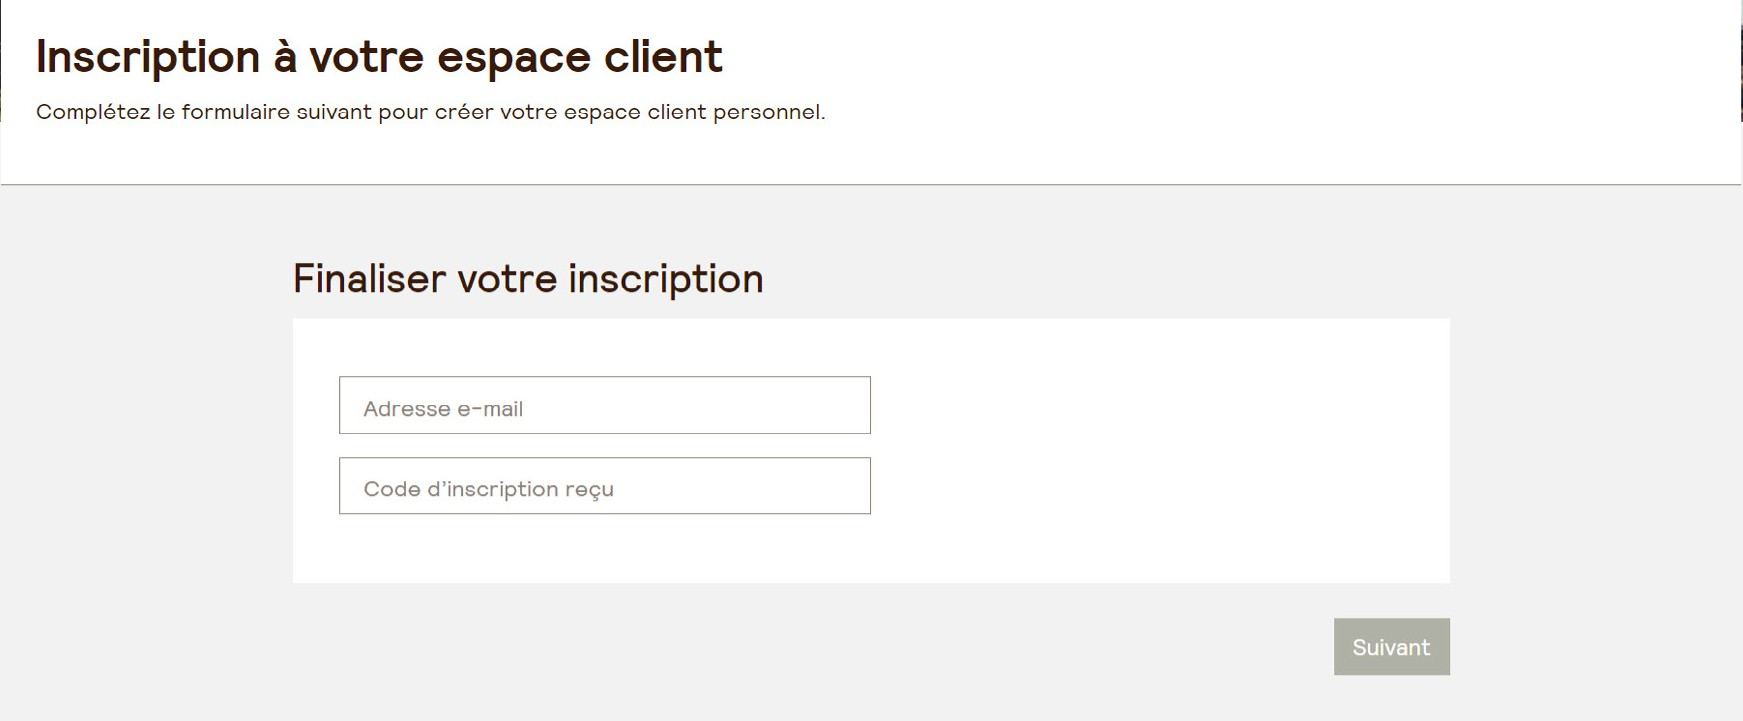 Inscription à votre espace client
Complétez le formulaire suivant pour créer votre espace client personnel.
Finaliser votre inscription
Adresse e-mail
Code d'inscription reçu
Suivant